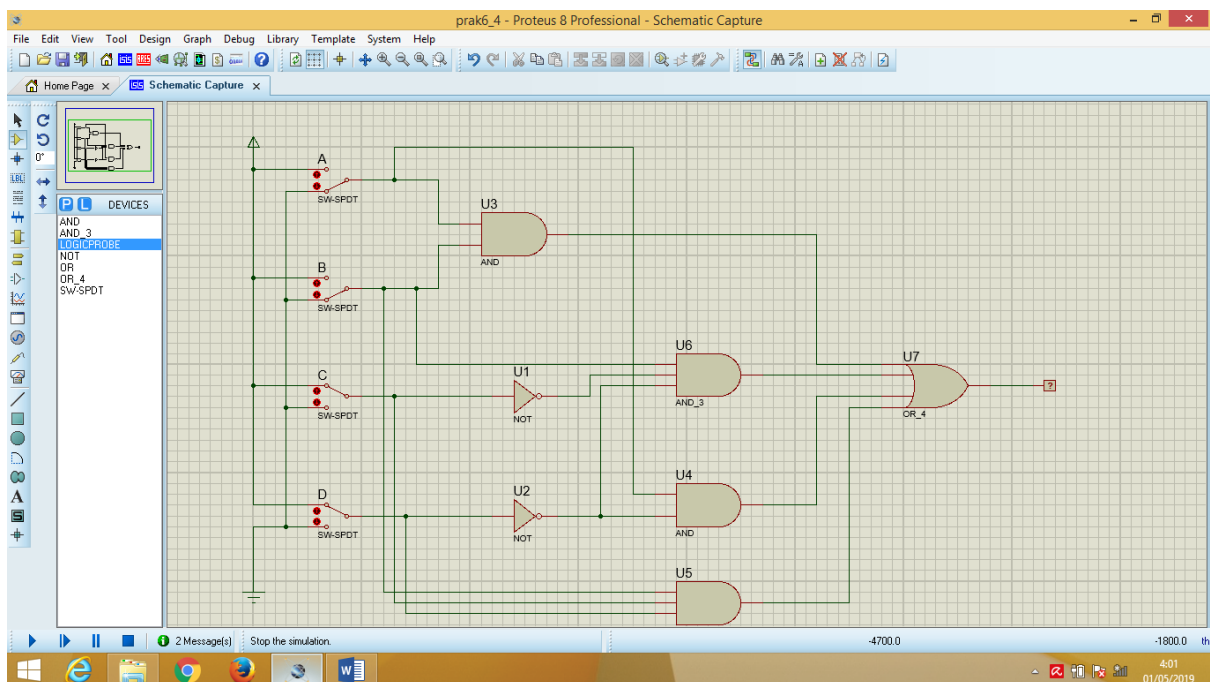 prak6_4 - Proteus 8 Professional - Schematic Capture
File Edit View Tool Design Graph Debug Library Template System Help
Home Page x Schematic Capture x
0°
LBL
P L DEVICES
AND
AND_3
LOGICPROBE
NOT
OR
OR_4
SW-SPDT
A
SW-SPDT
U3
AND
B
SW-SPDT
U6
AND_3
U7
OR_4
?
C
SW-SPDT
U1
NOT
U4
AND
D
SW-SPDT
U2
NOT
U5
A
S
2 Message(s) Stop the simulation. -4700.0 -1800.0 th
4:01
01/05/2019